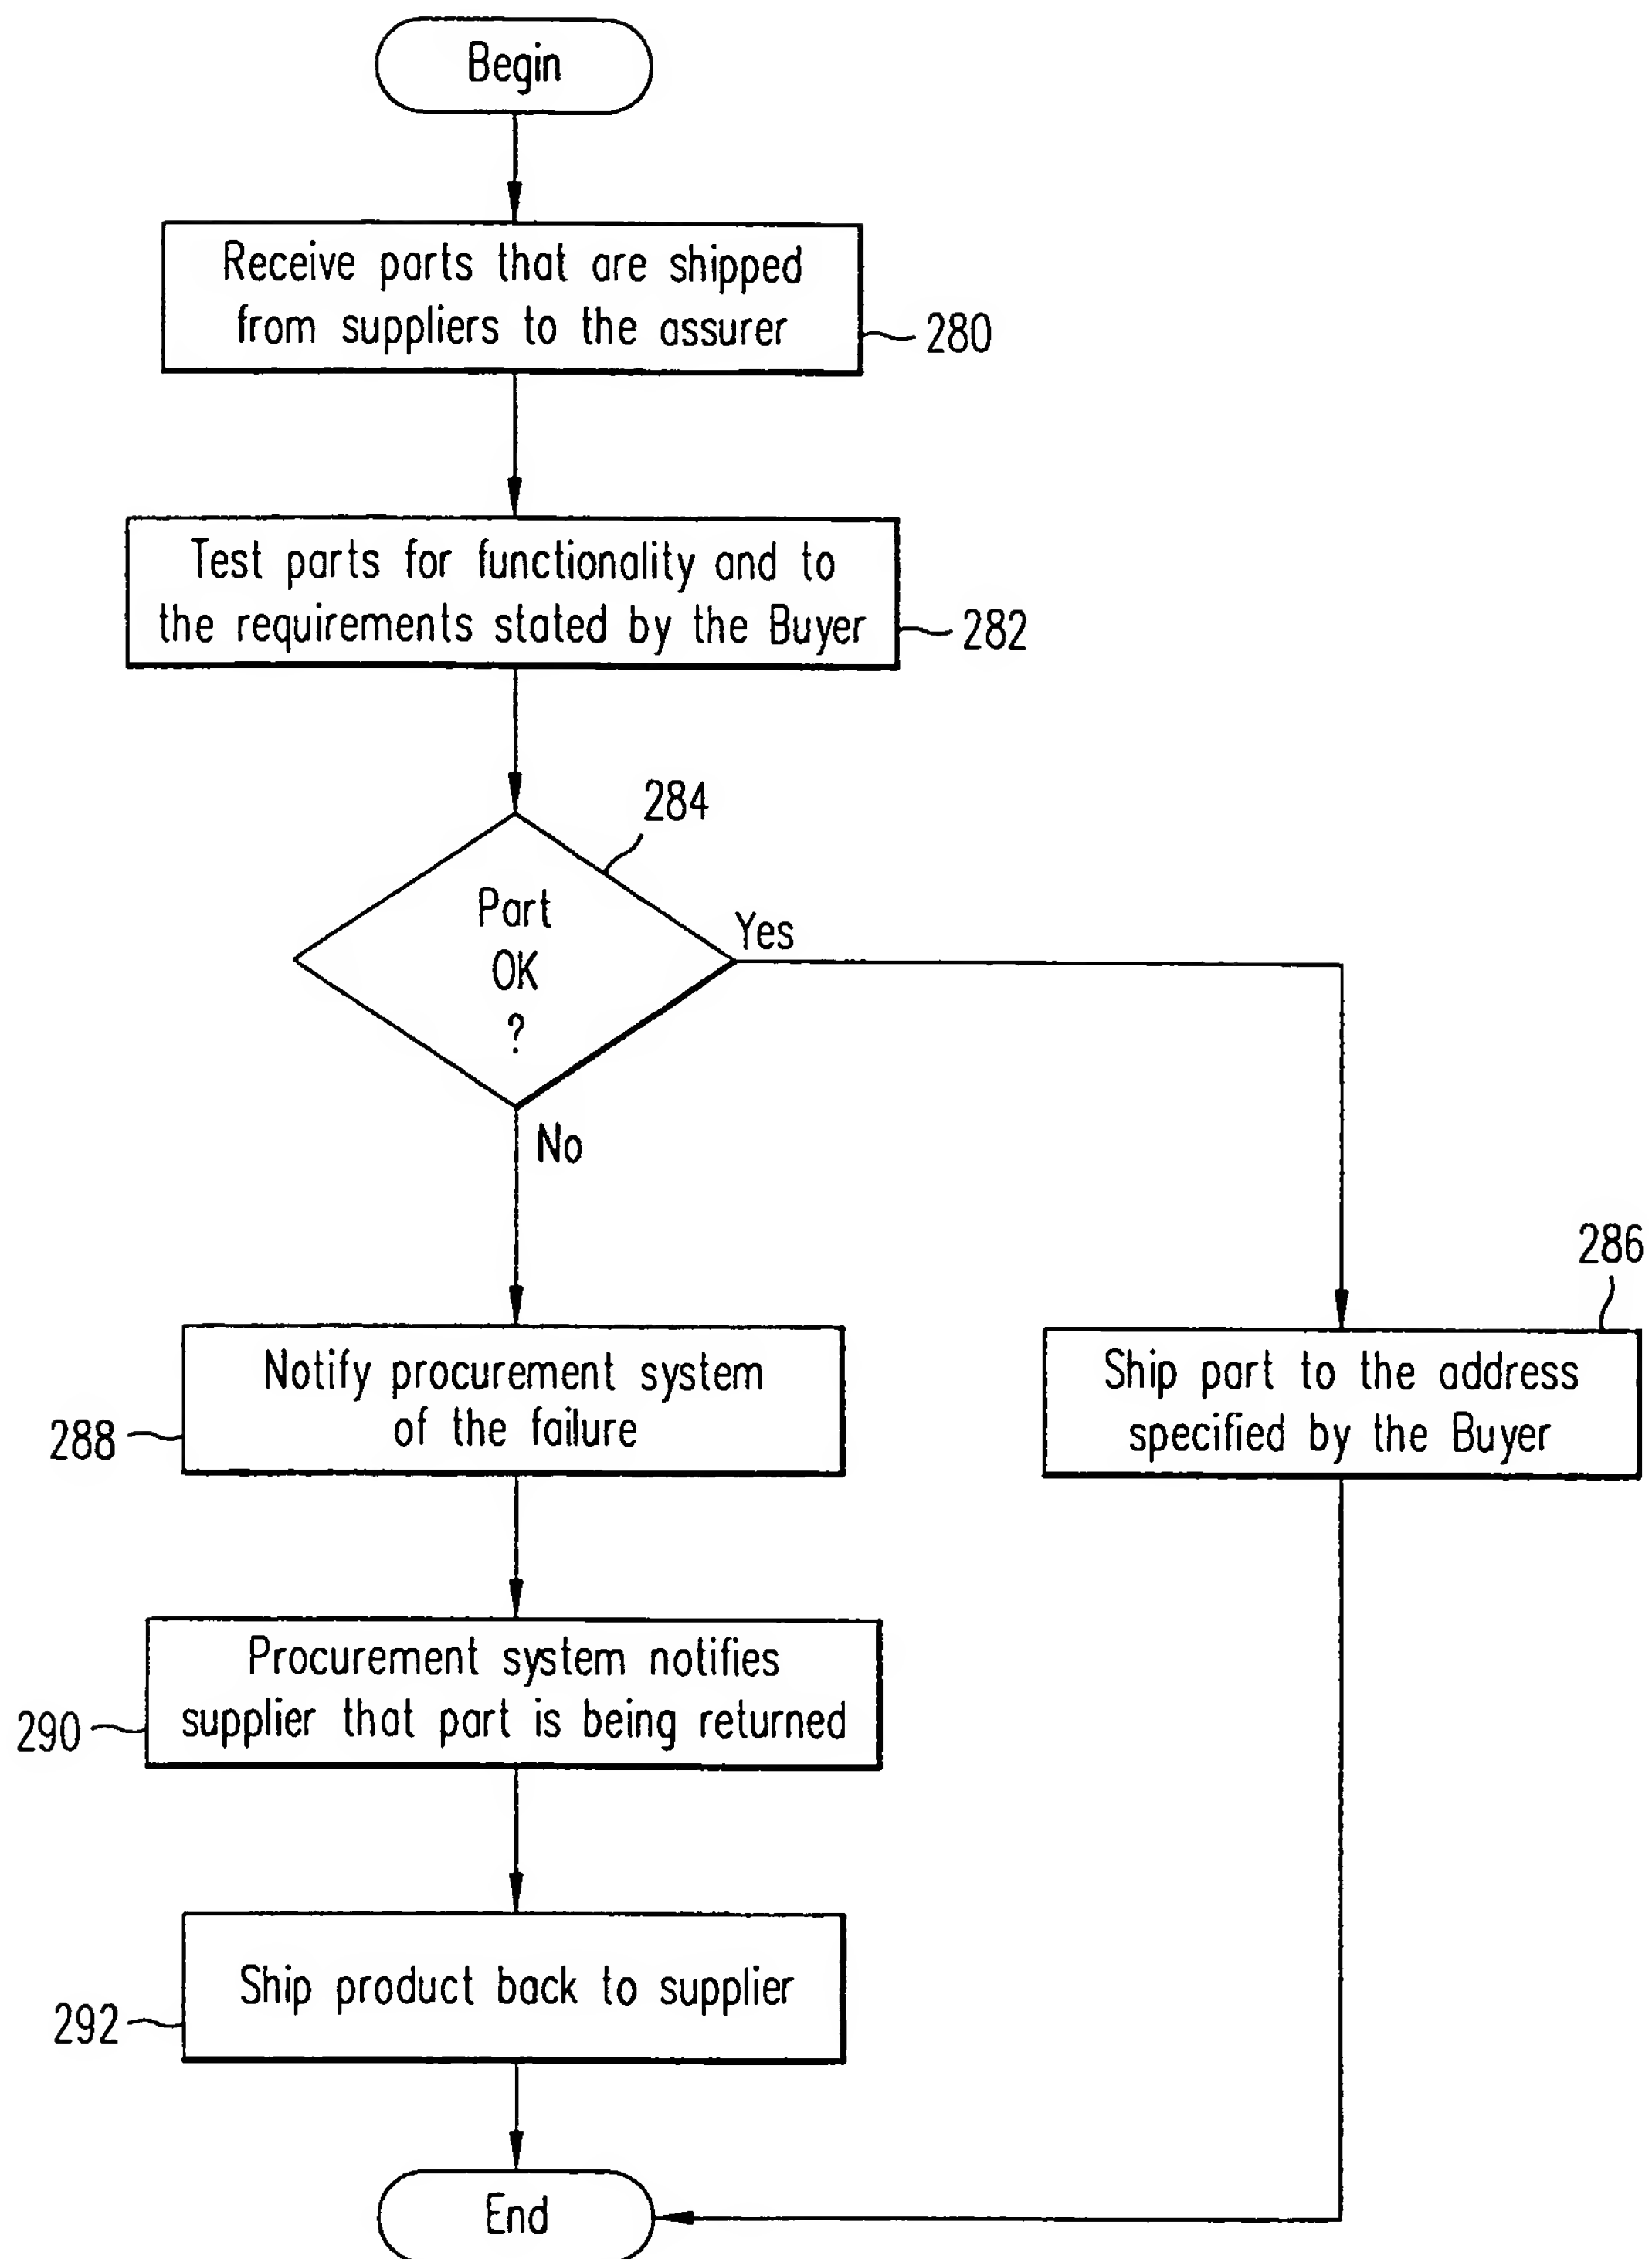 Begin
Receive parts that are shipped
from suppliers to the assurer
280
Test parts for functionality and to
the requirements stated by the Buyer
282
284
Part
OK
?
Yes
No
286
Notify procurement system
of the failure
288
Ship part to the address
specified by the Buyer
Procurement system notifies
supplier that part is being returned
290
Ship product back to supplier
292
End